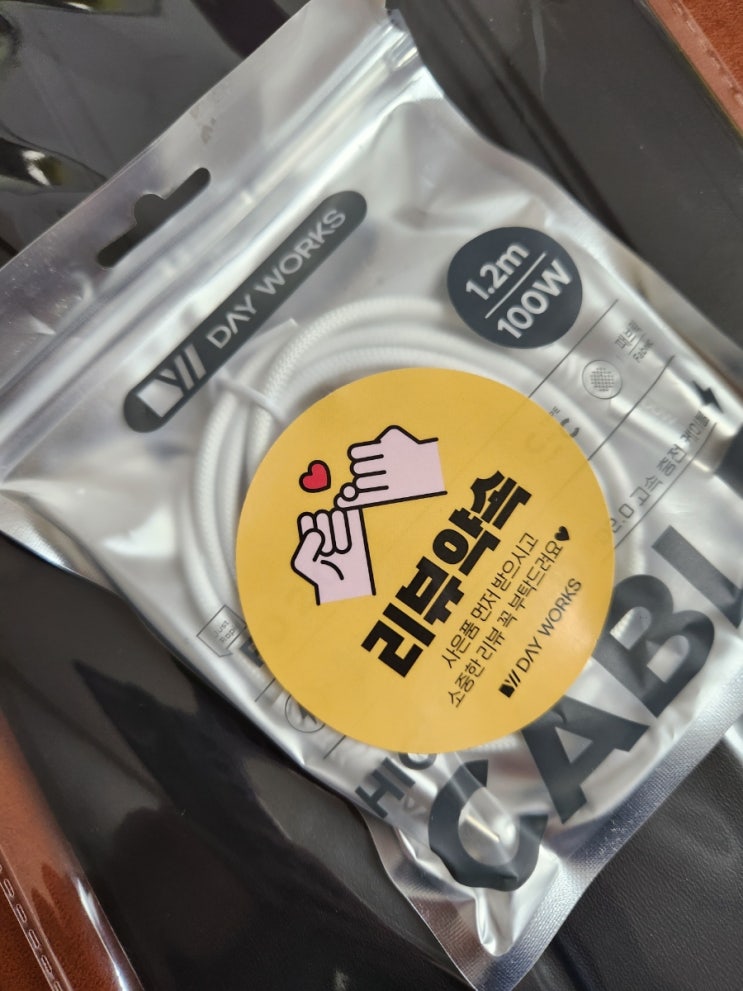 DAY WORKS
1.2m
100W
고속 충전 케이블
리뷰약속
사은품 먼저 받으시고
소중한 리뷰 꼭 부탁드려요♥
DAY WORKS
CABL